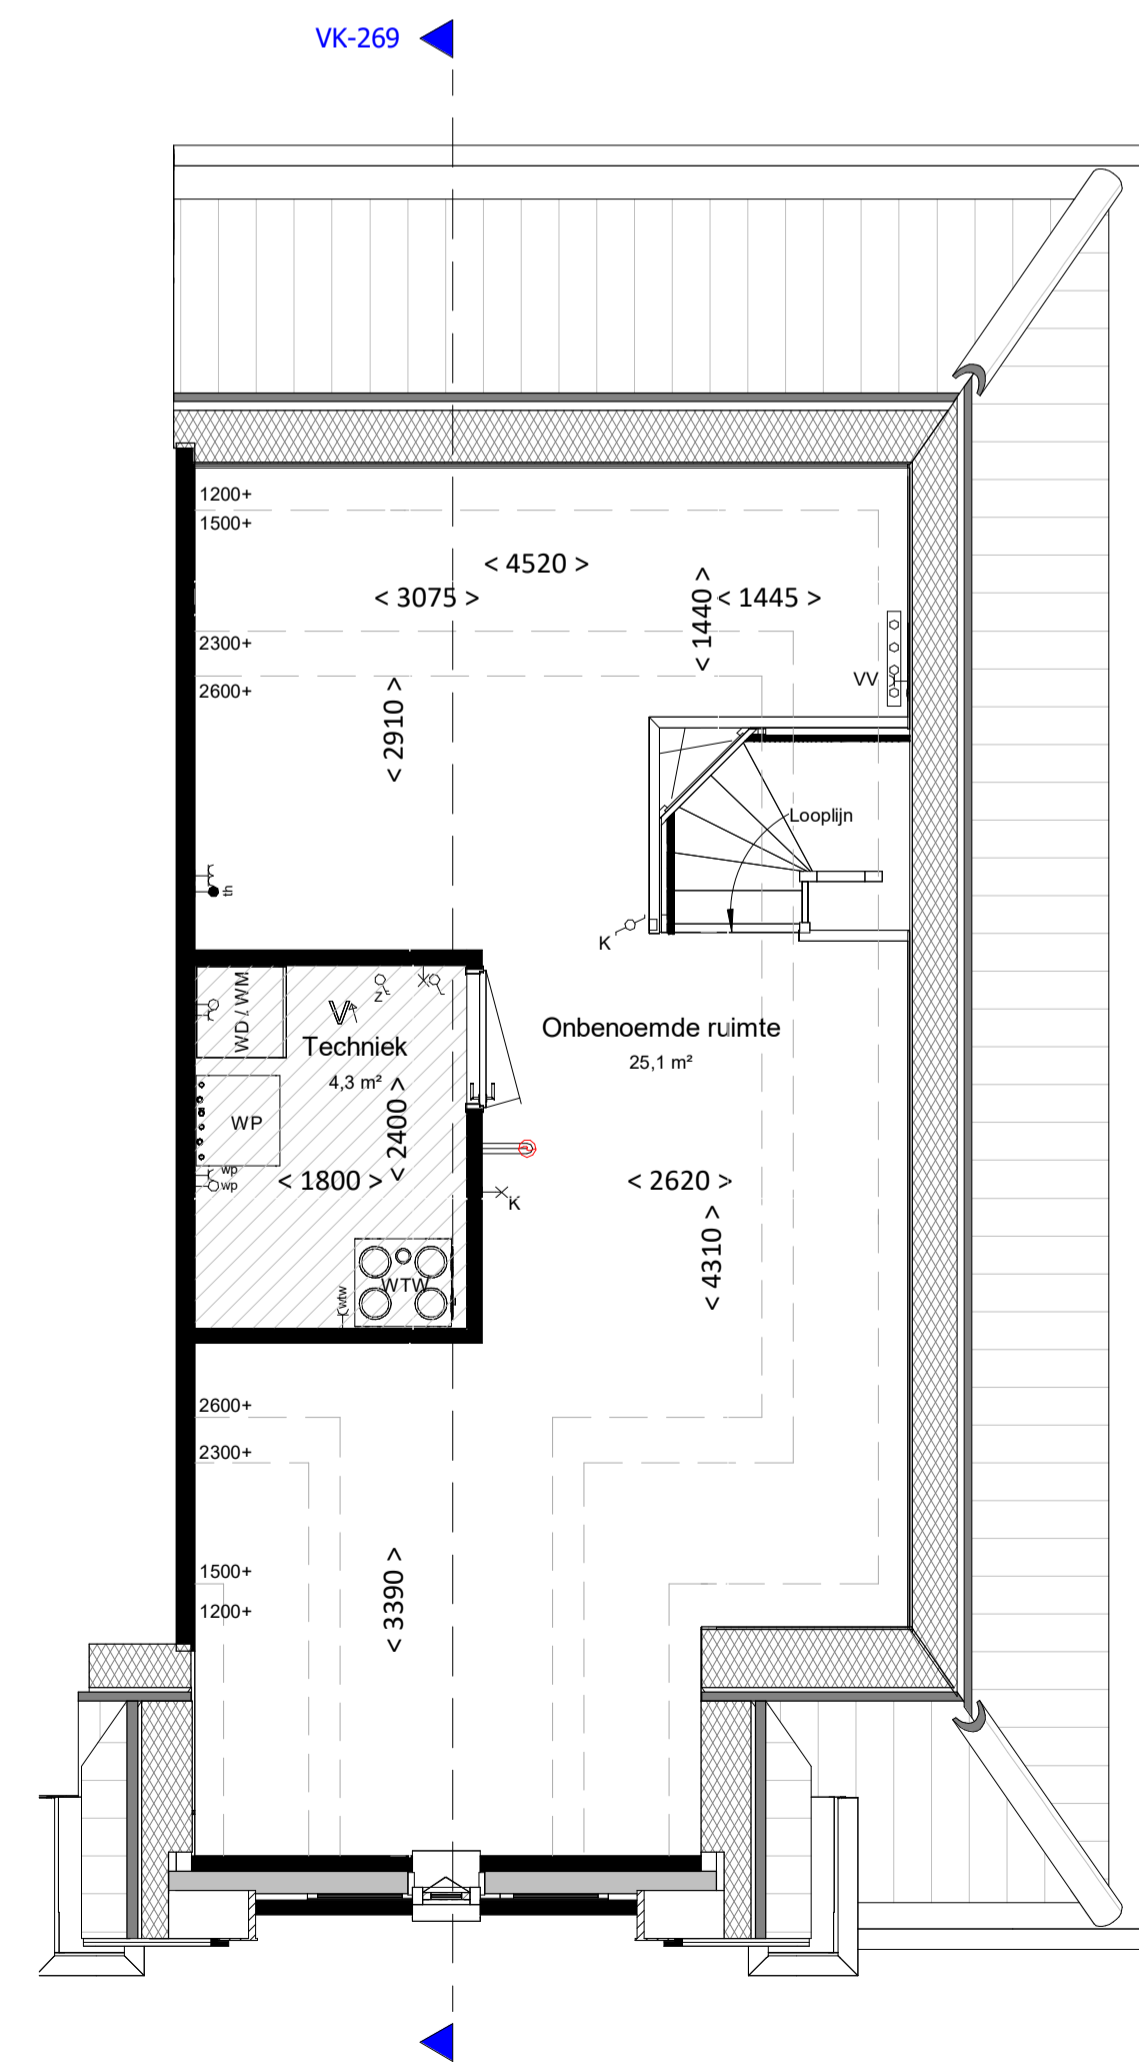 VK-269
1200+
1500+
< 4520 >
< 3075 >
< 1440 >
< 1445 >
2300+
VV
2600+
< 2910 >
Looplijn
th
K
WD / WM
Z
Onbenoemde ruimte
25,1 m²
Techniek
4,3 m²
< 2400 >
WP
wp
wp
< 1800 >
< 2620 >
K
< 4310 >
WTW
wtw
2600+
2300+
1500+
1200+
< 3390 >